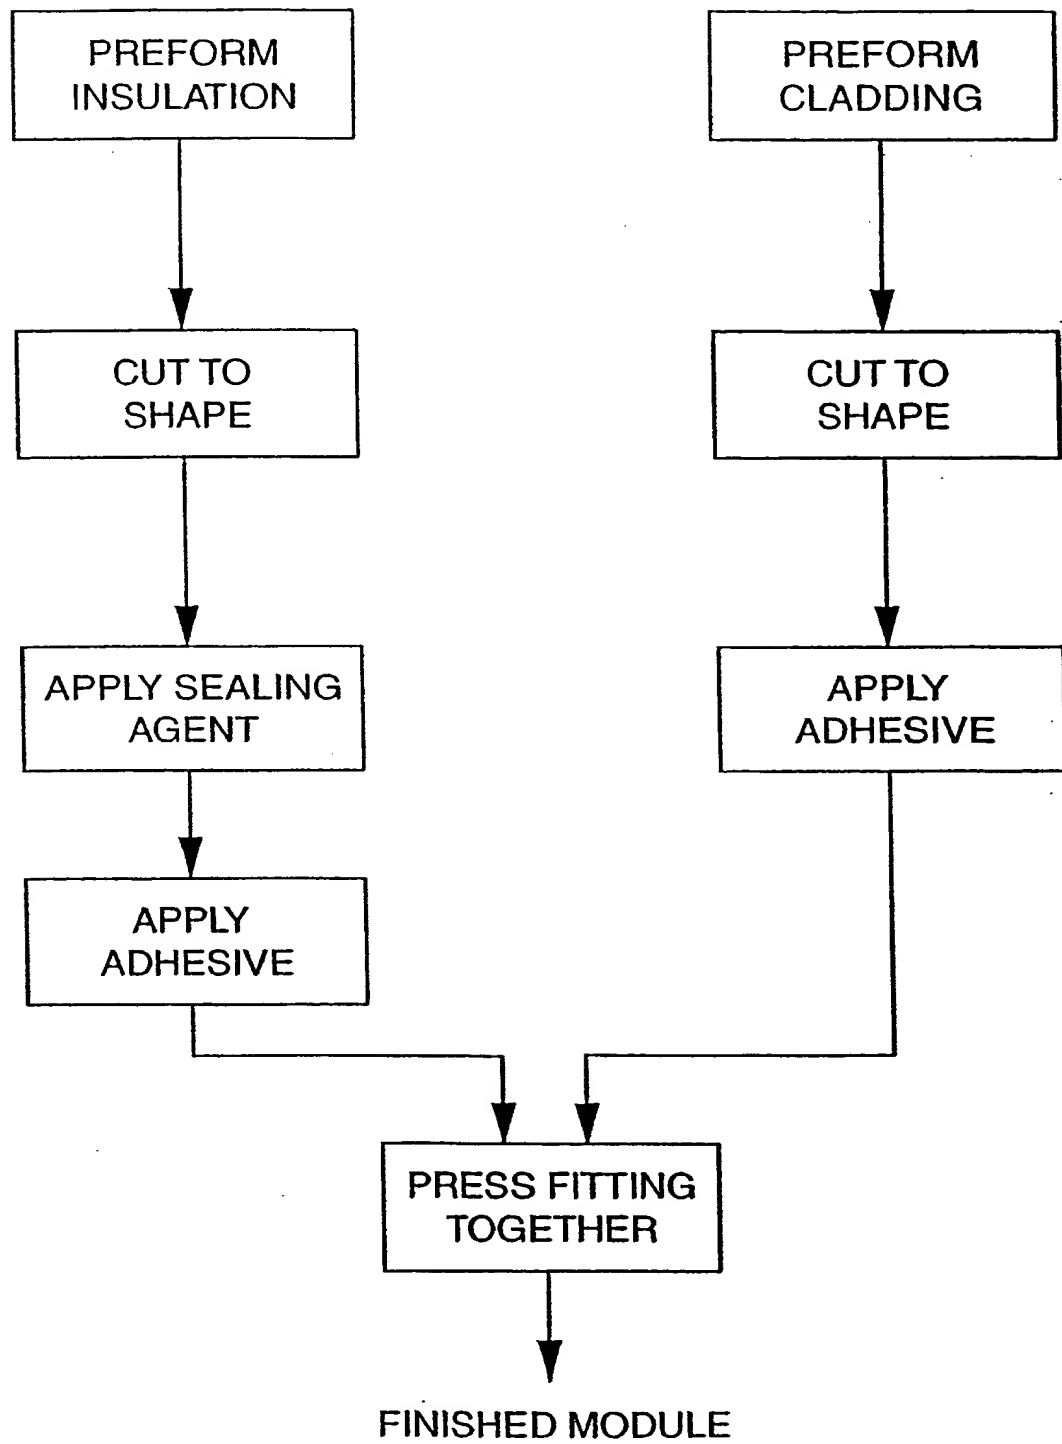 PREFORM
INSULATION
PREFORM
CLADDING
CUT TO
SHAPE
CUT TO
SHAPE
APPLY SEALING
AGENT
APPLY
ADHESIVE
APPLY
ADHESIVE
PRESS FITTING
TOGETHER
FINISHED MODULE